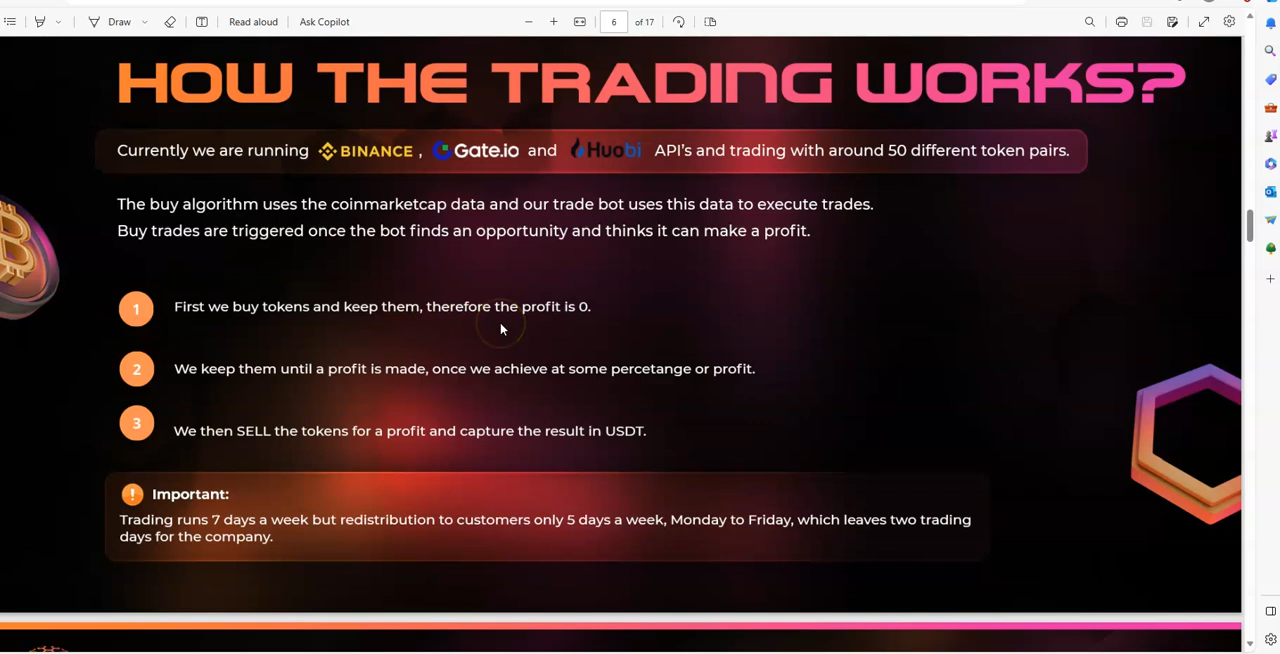 Draw
Read aloud
Ask Copilot
6 of 17
HOW THE TRADING WORKS?
Currently we are running BINANCE, Gate.io and Huobi API's and trading with around 50 different token pairs.
The buy algorithm uses the coinmarketcap data and our trade bot uses this data to execute trades.
Buy trades are triggered once the bot finds an opportunity and thinks it can make a profit.
1 First we buy tokens and keep them, therefore the profit is 0.
2 We keep them until a profit is made, once we achieve at some percetange or profit.
3 We then SELL the tokens for a profit and capture the result in USDT.
! Important:
Trading runs 7 days a week but redistribution to customers only 5 days a week, Monday to Friday, which leaves two trading
days for the company.